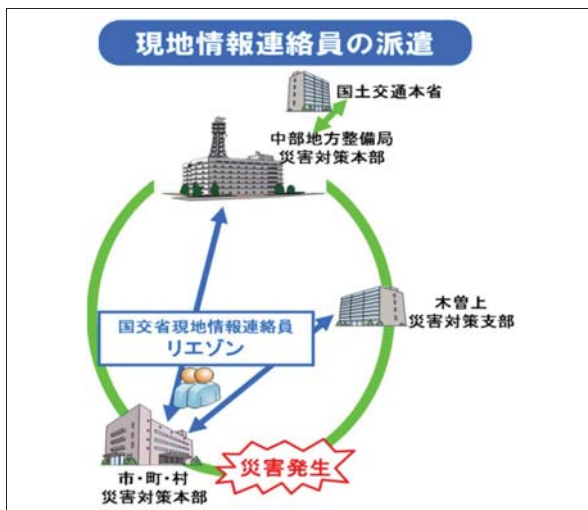 現地情報連絡員の派遣
国土交通本省
中部地方整備局
災害対策本部
木曽上
災害対策支部
国交省現地情報連絡員
リエゾン
災害発生
市・町・村
災害対策本部